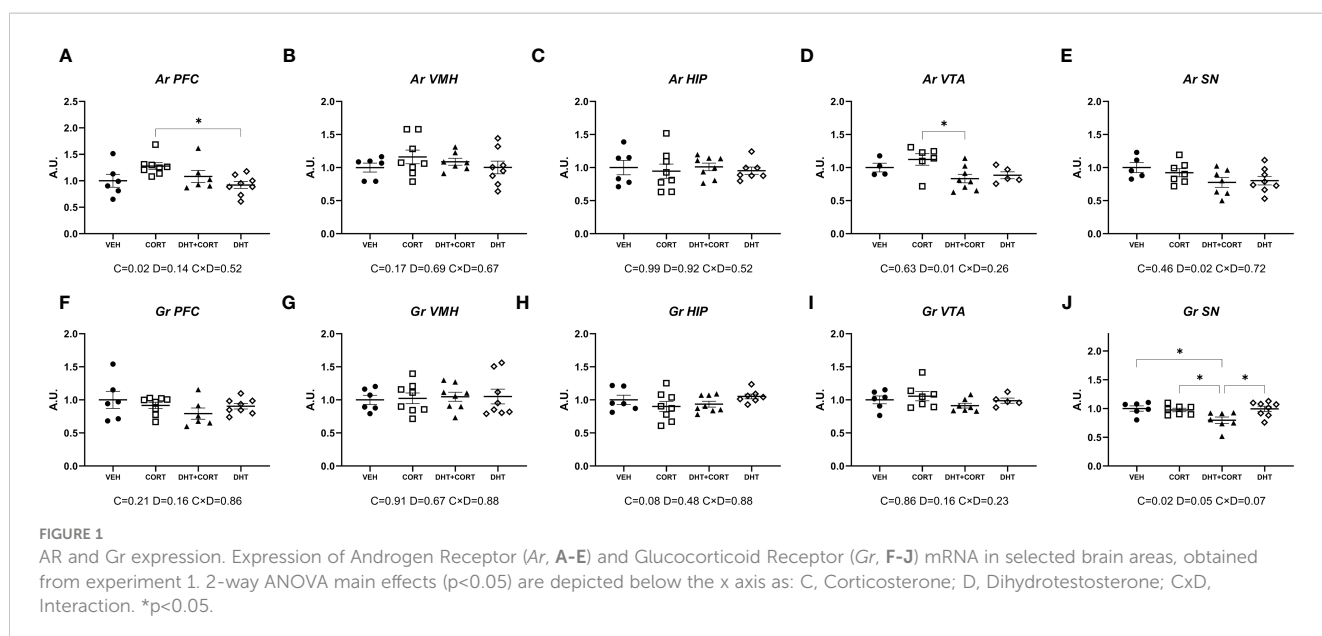 A
B
C
D
E
Ar PFC
Ar VMH
Ar HIP
Ar VTA
Ar SN
2.5
2.0
1.5
1.0
0.5
0.0
A.U.
*
VEH CORT DHT+CORT DHT
C=0.02 D=0.14 C×D=0.52
2.0
1.5
1.0
0.5
0.0
A.U.
VEH CORT DHT+CORT DHT
C=0.17 D=0.69 C×D=0.67
2.0
1.5
1.0
0.5
0.0
A.U.
VEH CORT DHT+CORT DHT
C=0.99 D=0.92 C×D=0.52
2.0
1.5
1.0
0.5
0.0
A.U.
*
VEH CORT DHT+CORT DHT
C=0.63 D=0.01 C×D=0.26
2.0
1.5
1.0
0.5
0.0
A.U.
VEH CORT DHT+CORT DHT
C=0.46 D=0.02 C×D=0.72
F
G
H
I
J
Gr PFC
Gr VMH
Gr HIP
Gr VTA
Gr SN
2.0
1.5
1.0
0.5
0.0
A.U.
VEH CORT DHT+CORT DHT
C=0.21 D=0.16 C×D=0.86
2.0
1.5
1.0
0.5
0.0
A.U.
VEH CORT DHT+CORT DHT
C=0.91 D=0.67 C×D=0.88
2.0
1.5
1.0
0.5
0.0
A.U.
VEH CORT DHT+CORT DHT
C=0.08 D=0.48 C×D=0.88
2.0
1.5
1.0
0.5
0.0
A.U.
VEH CORT DHT+CORT DHT
C=0.86 D=0.16 C×D=0.23
2.0
1.5
1.0
0.5
0.0
A.U.
*
* *
VEH CORT DHT+CORT DHT
C=0.02 D=0.05 C×D=0.07
FIGURE 1
AR and Gr expression. Expression of Androgen Receptor (Ar, A-E) and Glucocorticoid Receptor (Gr, F-J) mRNA in selected brain areas, obtained
from experiment 1. 2-way ANOVA main effects (p<0.05) are depicted below the x axis as: C, Corticosterone; D, Dihydrotestosterone; CxD,
Interaction. *p<0.05.